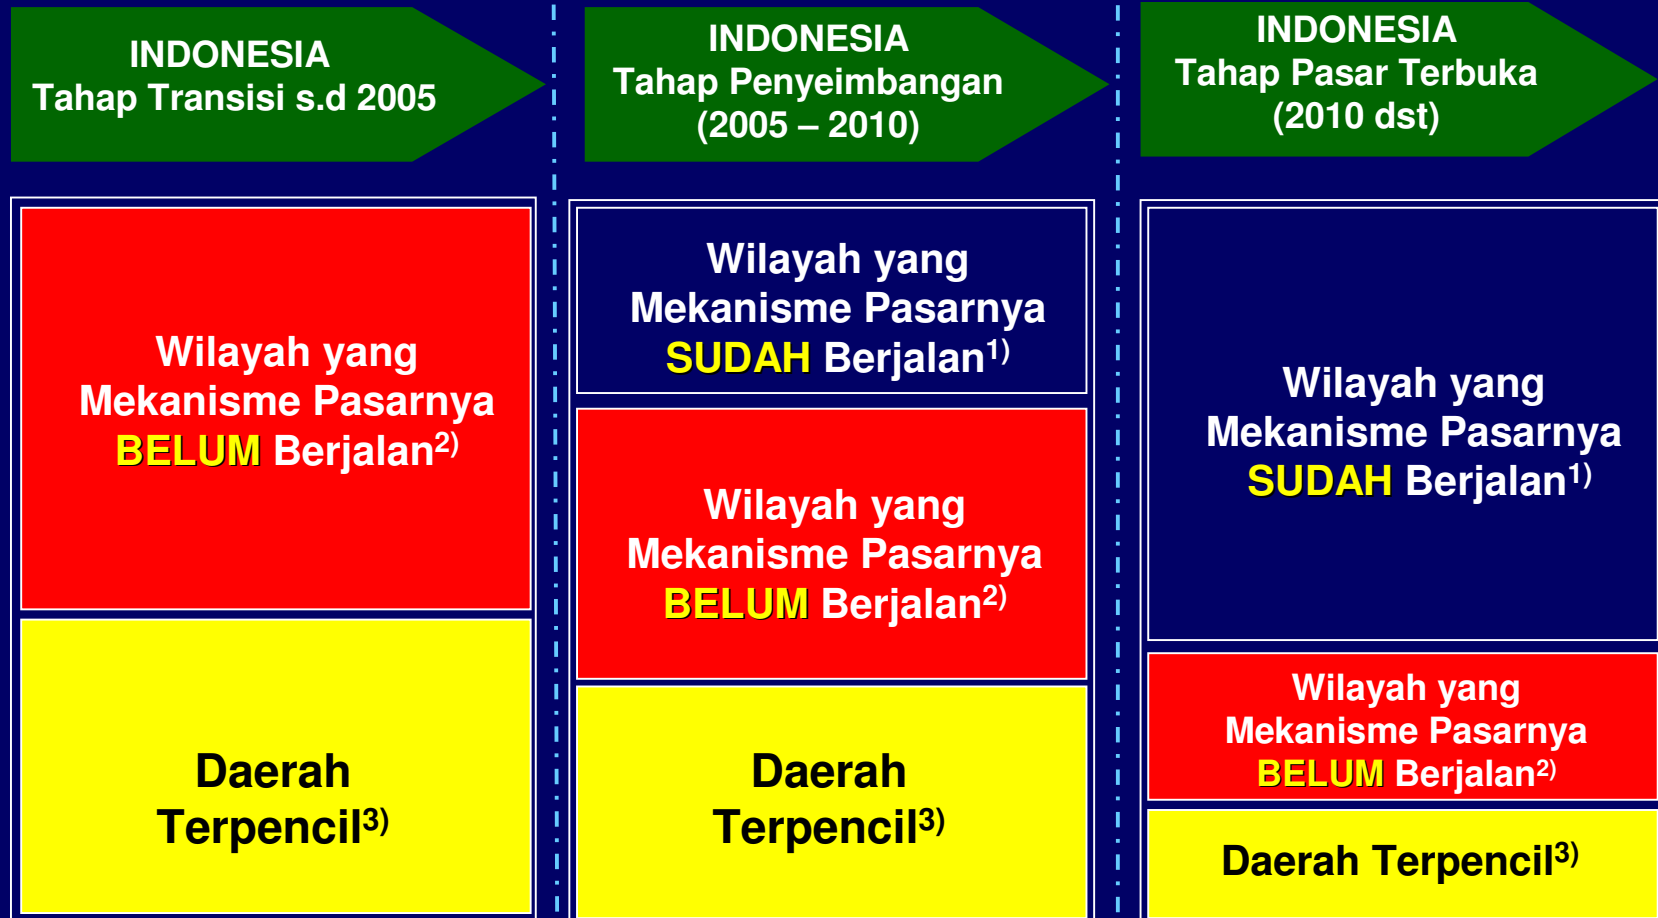 INDONESIA
Tahap Transisi s.d 2005
INDONESIA
Tahap Penyeimbangan
(2005 – 2010)
INDONESIA
Tahap Pasar Terbuka
(2010 dst)
Wilayah yang
Mekanisme Pasarnya
BELUM Berjalan2)
Daerah
Terpencil3)
Wilayah yang
Mekanisme Pasarnya
SUDAH Berjalan1)
Wilayah yang
Mekanisme Pasarnya
BELUM Berjalan2)
Daerah
Terpencil3)
Wilayah yang
Mekanisme Pasarnya
SUDAH Berjalan1)
Wilayah yang
Mekanisme Pasarnya
BELUM Berjalan2)
Daerah Terpencil3)